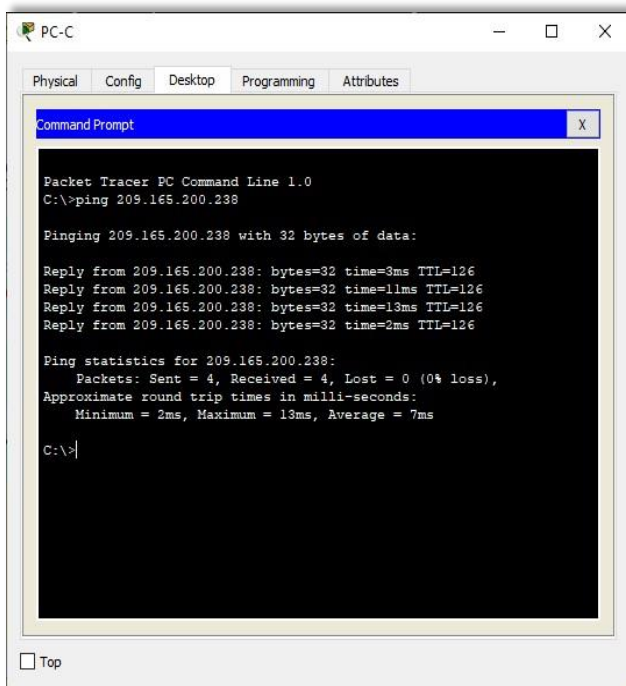 PC-C
Physical Config Desktop Programming Attributes
Command Prompt X
Packet Tracer PC Command Line 1.0
C:\>ping 209.165.200.238
Pinging 209.165.200.238 with 32 bytes of data:
Reply from 209.165.200.238: bytes=32 time=3ms TTL=126
Reply from 209.165.200.238: bytes=32 time=11ms TTL=126
Reply from 209.165.200.238: bytes=32 time=13ms TTL=126
Reply from 209.165.200.238: bytes=32 time=2ms TTL=126
Ping statistics for 209.165.200.238:
Packets: Sent = 4, Received = 4, Lost = 0 (0% loss),
Approximate round trip times in milli-seconds:
Minimum = 2ms, Maximum = 13ms, Average = 7ms
C:\>
Top